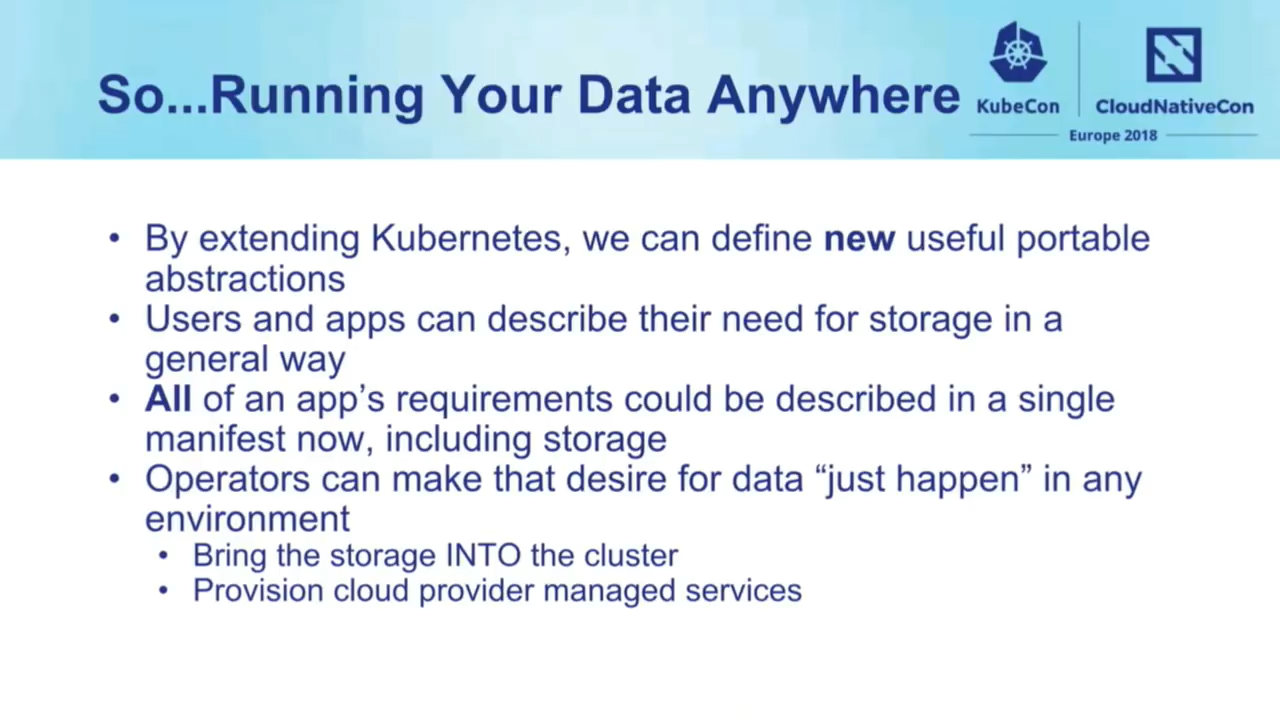 So...Running Your Data Anywhere
KubeCon
CloudNativeCon
Europe 2018
• By extending Kubernetes, we can define new useful portable
abstractions
• Users and apps can describe their need for storage in a
general way
• All of an app’s requirements could be described in a single
manifest now, including storage
• Operators can make that desire for data “just happen” in any
environment
• Bring the storage INTO the cluster
• Provision cloud provider managed services